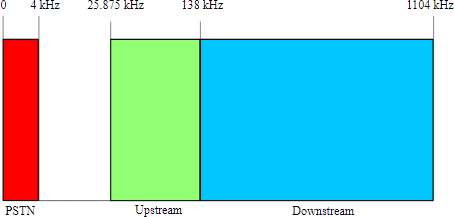 0 4 kHz 25.875 kHz 138 kHz 1104 kHz
PSTN Upstream Downstream